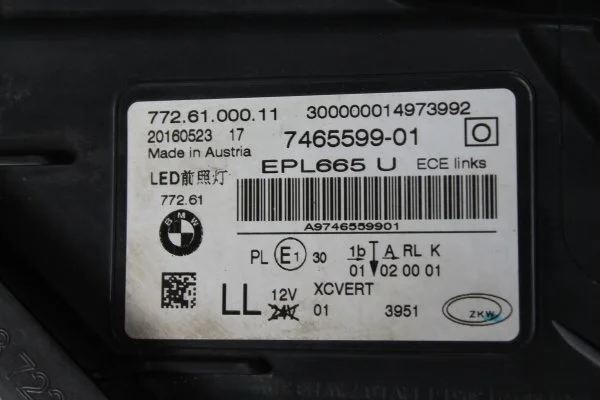 772.61.000.11 300000014973992
20160523 17 7465599-01
Made in Austria
EPL665 U ECE links
LED前照灯
772.61
BMW
A9746559901
PL E1 30 1b A RL K
01 02 00 01
LL 12V XCVERT
24V 01 3951
ZKW